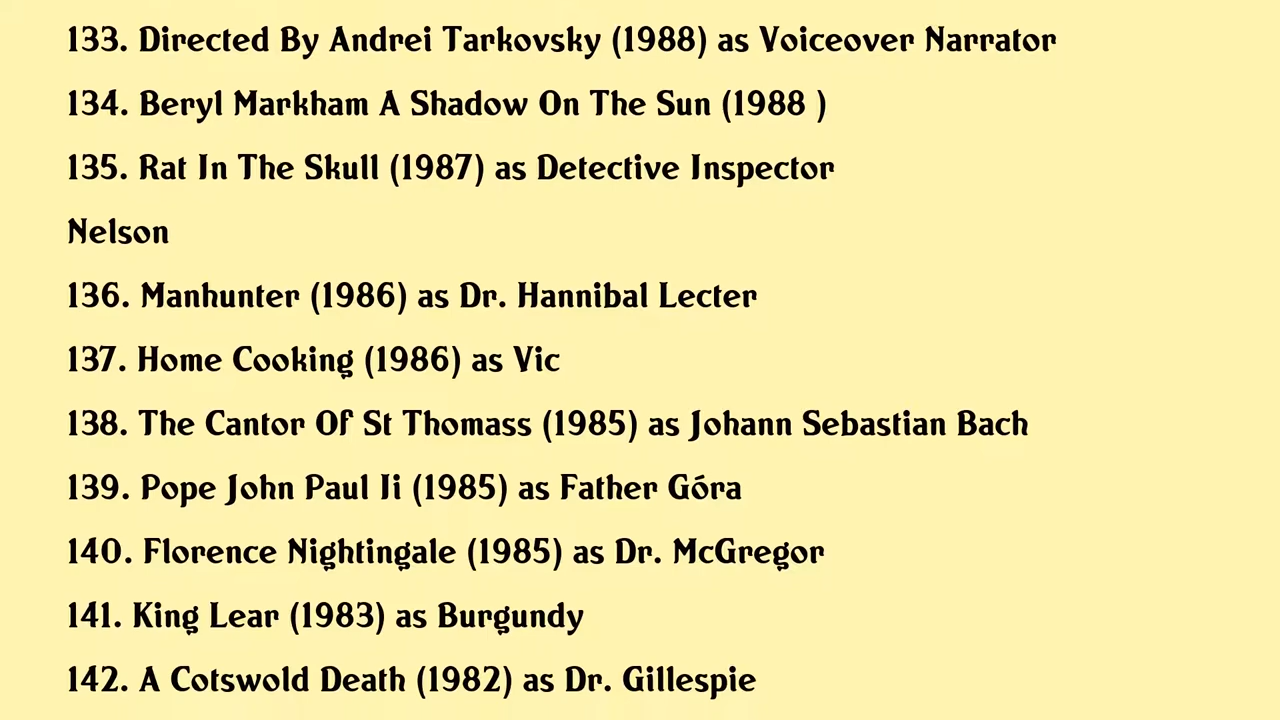 133. Directed By Andrei Tarkovsky (1988) as Voiceover Narrator
134. Beryl Markham A Shadow On The Sun (1988 )
135. Rat In The Skull (1987) as Detective Inspector
Nelson
136. Manhunter (1986) as Dr. Hannibal Lecter
137. Home Cooking (1986) as Vic
138. The Cantor Of St Thomass (1985) as Johann Sebastian Bach
139. Pope John Paul Ii (1985) as Father Góra
140. Florence Nightingale (1985) as Dr. McGregor
141. King Lear (1983) as Burgundy
142. A Cotswold Death (1982) as Dr. Gillespie